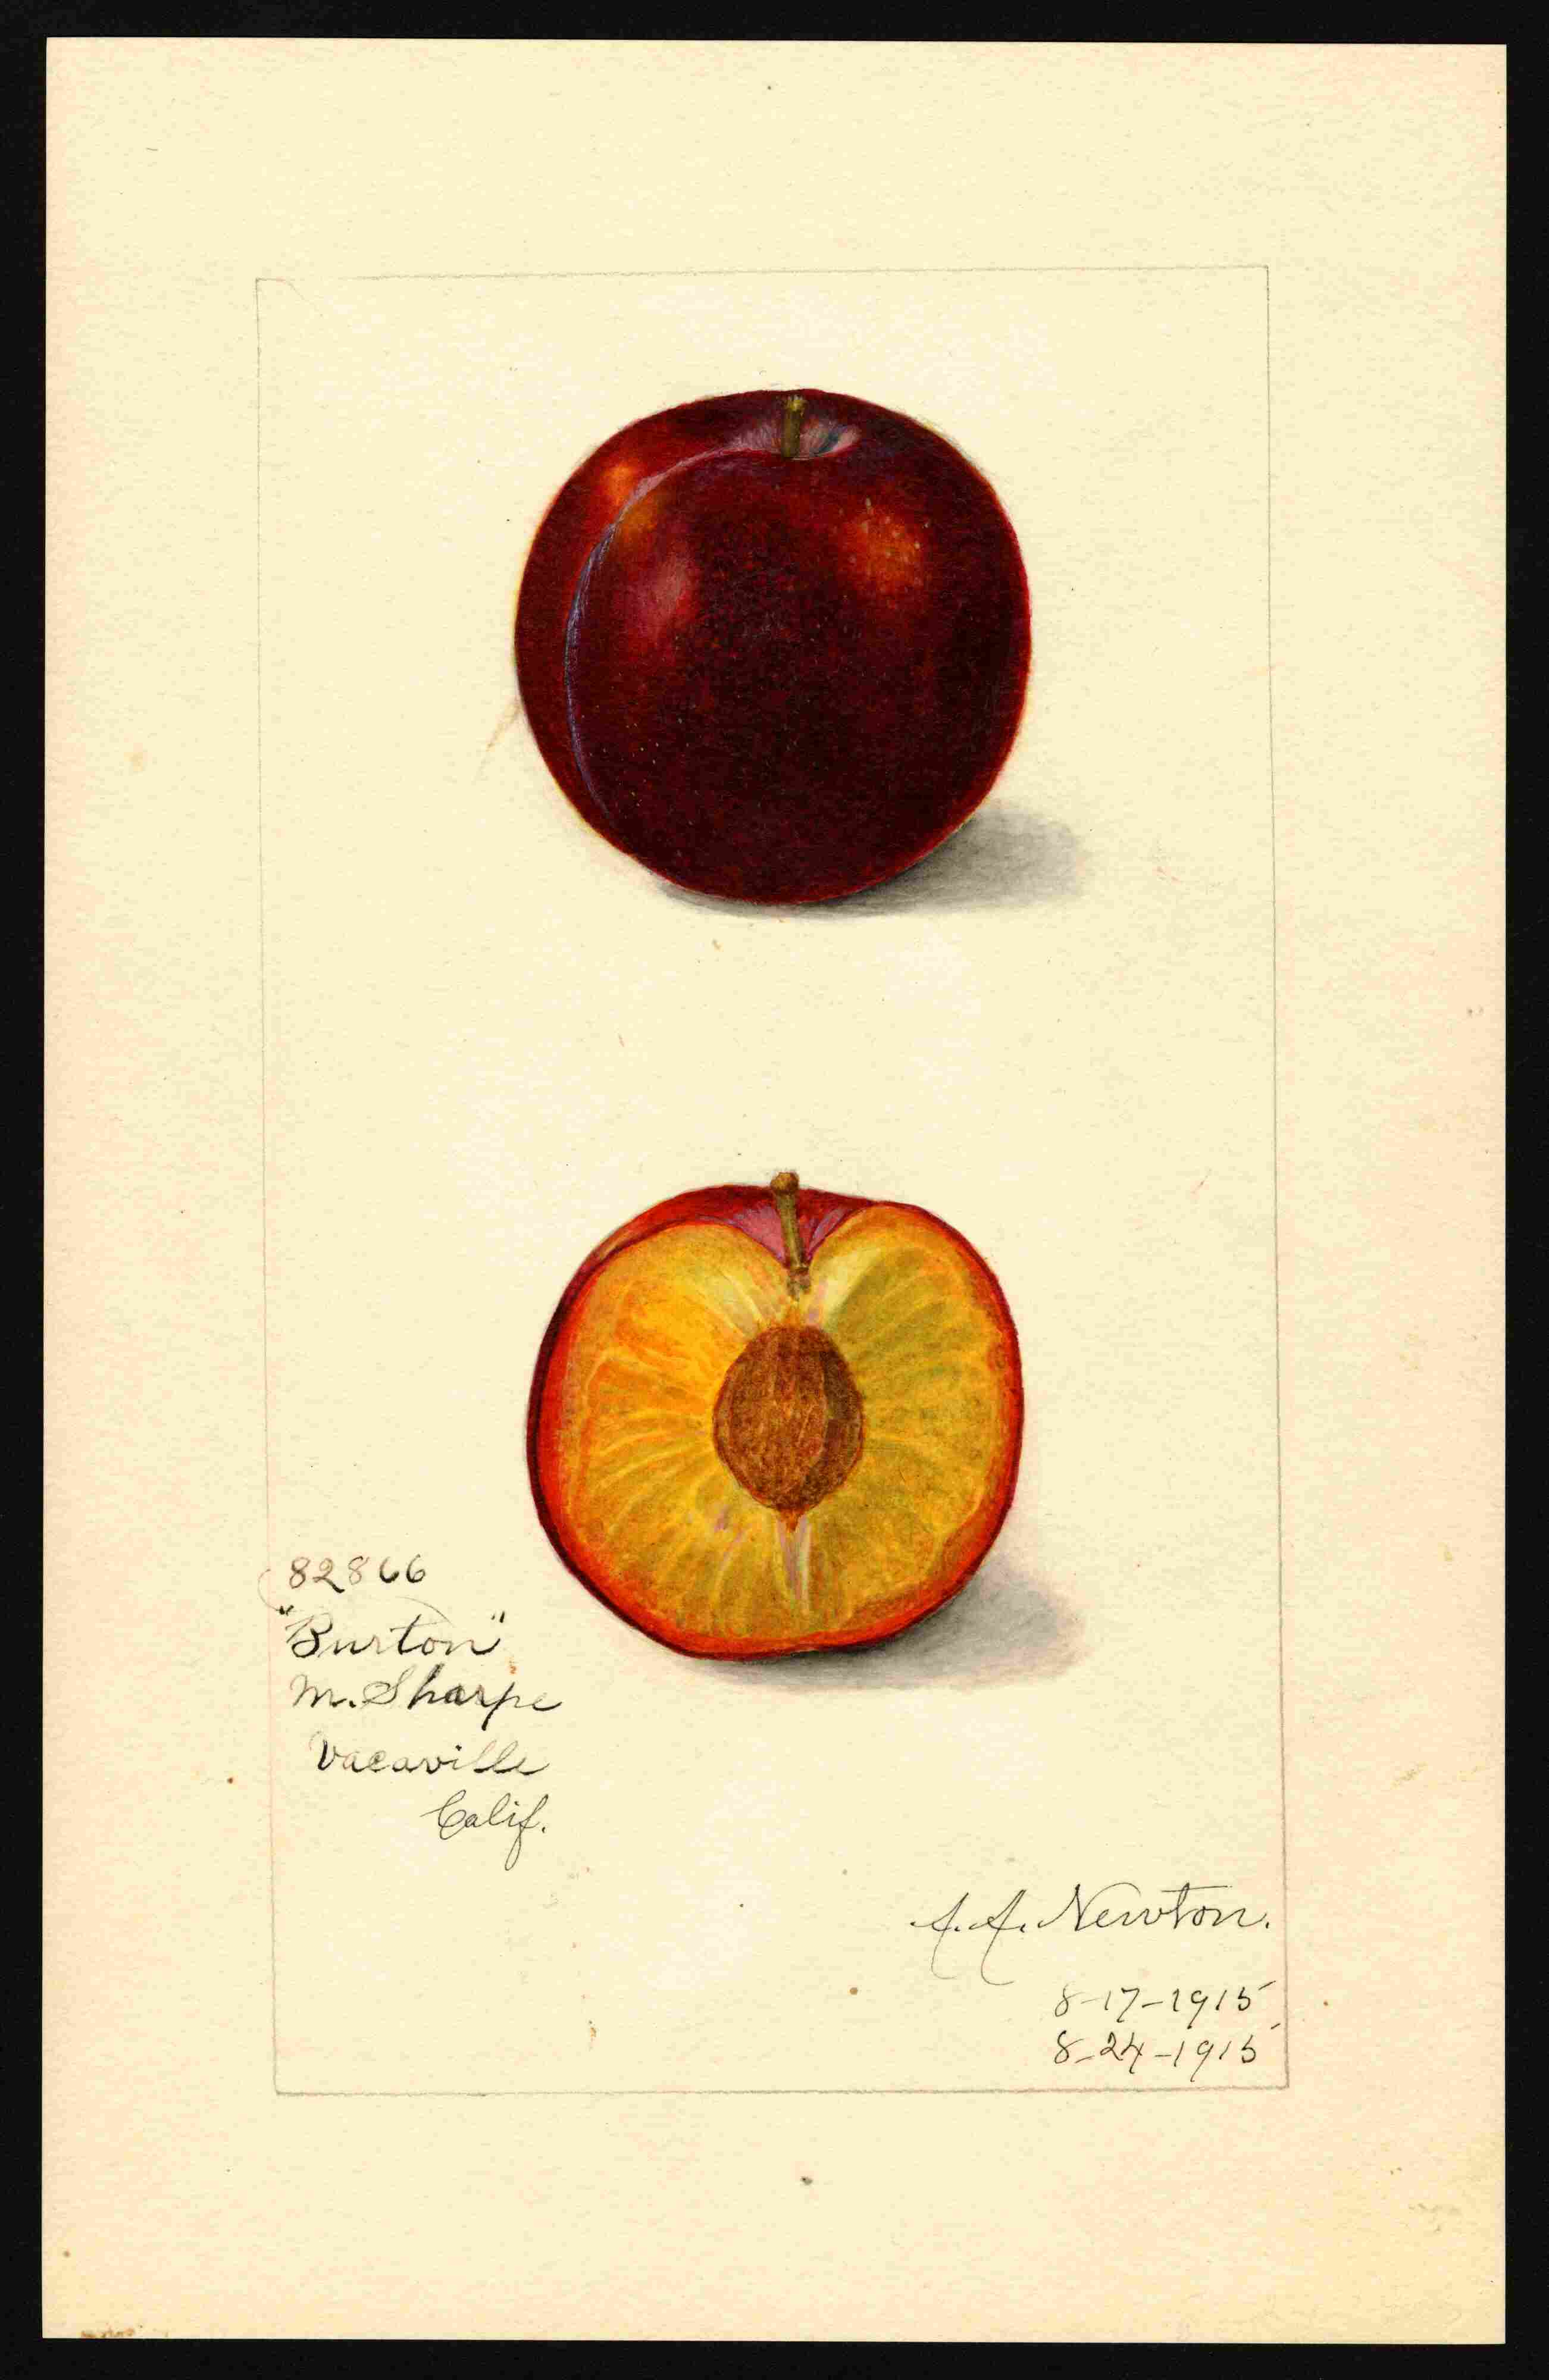 82866
"Burton"
M. Sharpe
Vacaville
Calif.
A. A. Newton.
8-17-1915
8-24-1915